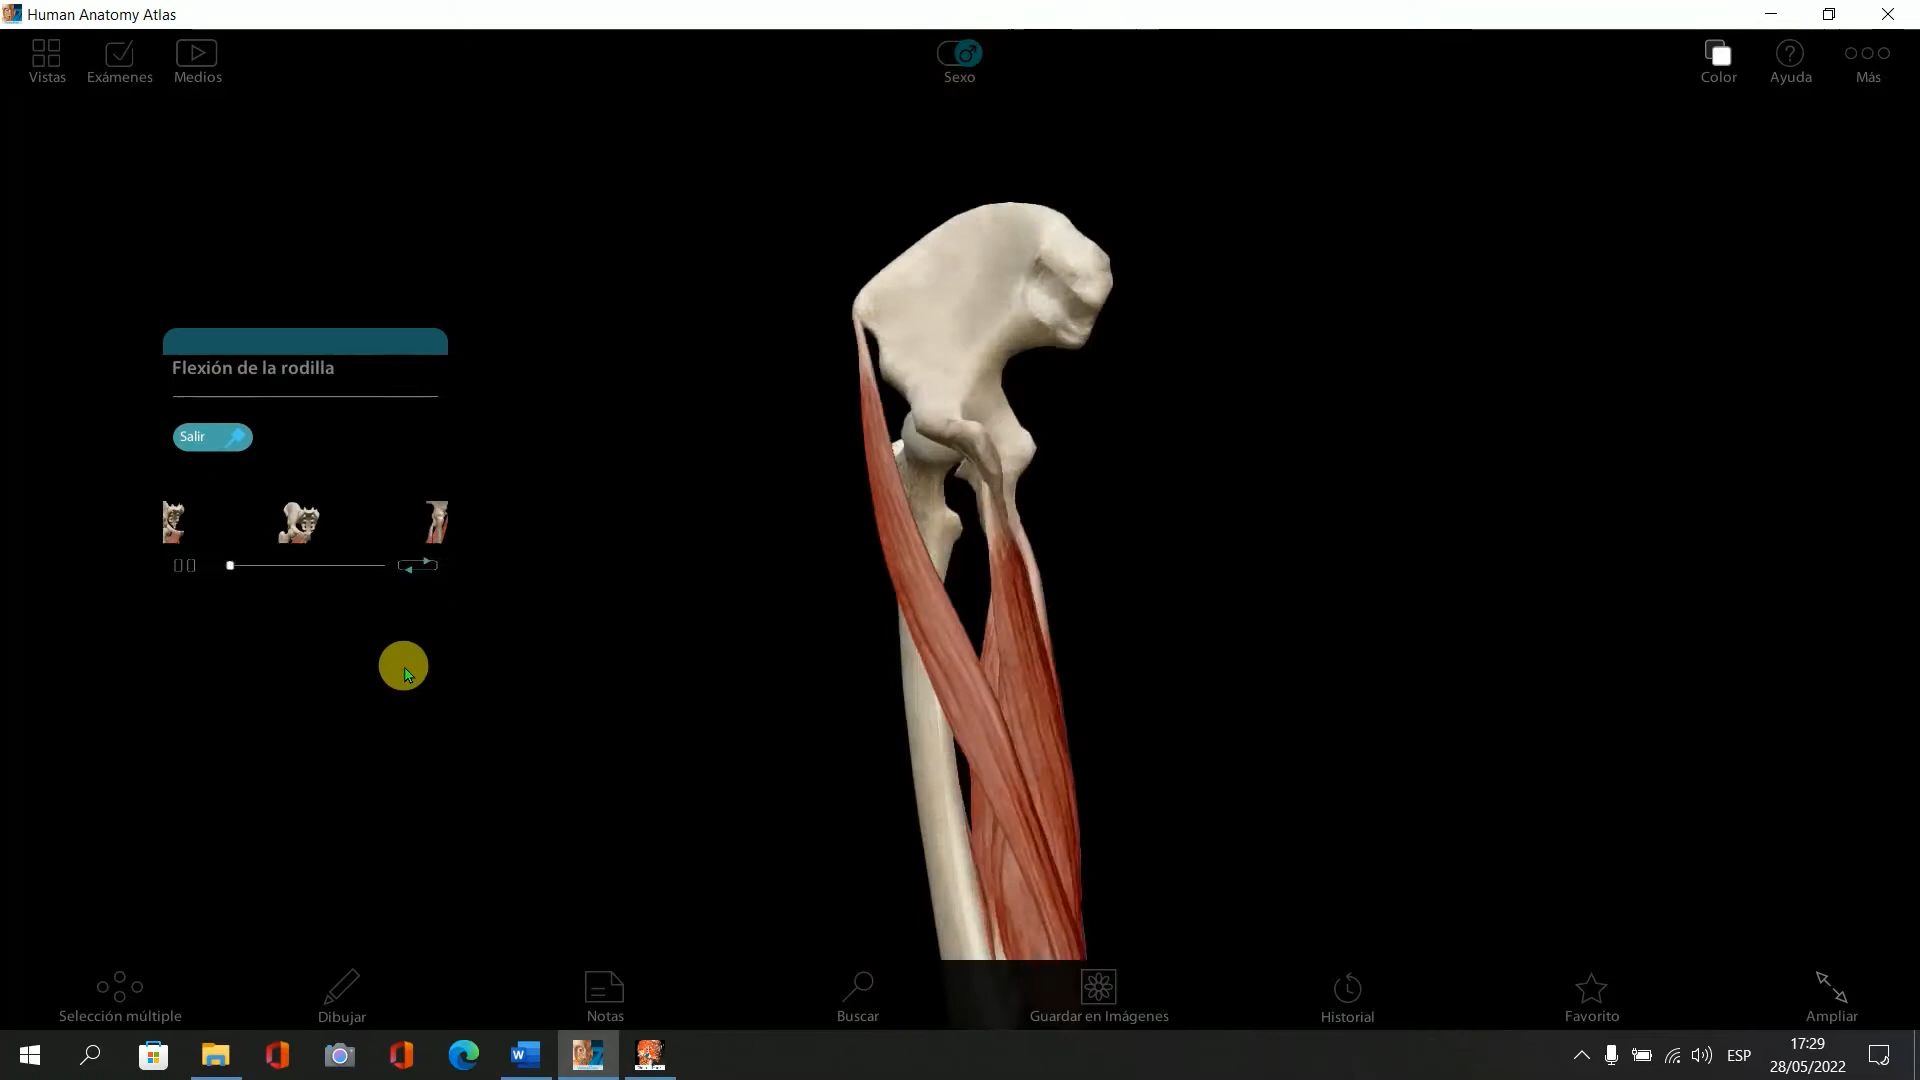 Human Anatomy Atlas
Vistas
Exámenes
Medios
Sexo
Color
Ayuda
Más
Flexión de la rodilla
Salir
Selección múltiple
Dibujar
Notas
Buscar
Guardar en Imágenes
Historial
Favorito
Ampliar
ESP
17:29
28/05/2022